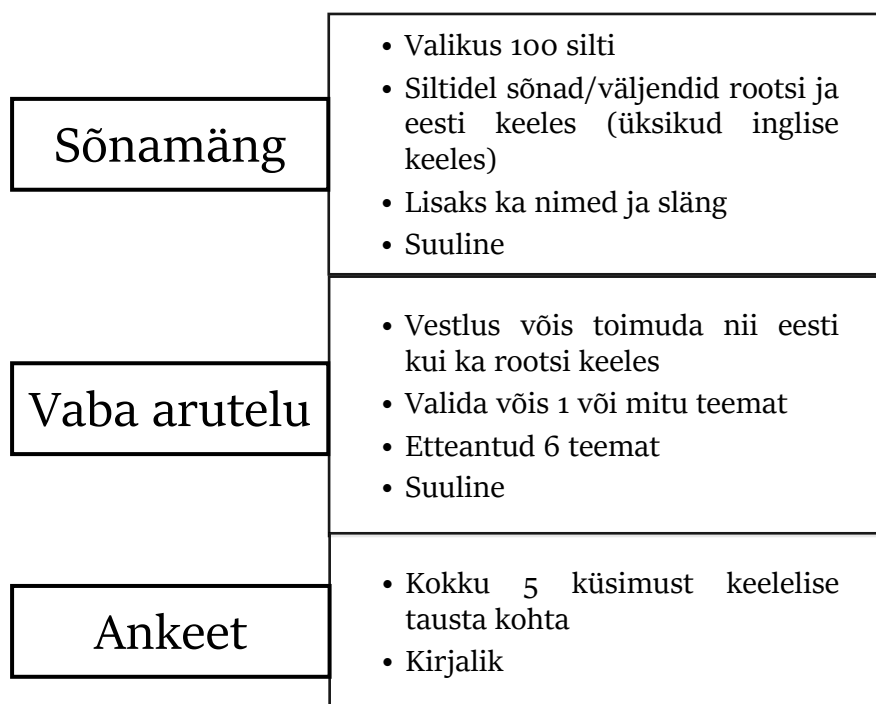 Sõnamäng
• Valikus 100 silti
• Siltidel sõnad/väljendid rootsi ja
eesti keeles (üksikud inglise
keeles)
• Lisaks ka nimed ja släng
• Suuline
Vaba arutelu
• Vestlus võis toimuda nii eesti
kui ka rootsi keeles
• Valida võis 1 või mitu teemat
• Etteantud 6 teemat
• Suuline
Ankeet
• Kokku 5 küsimust keelelise
tausta kohta
• Kirjalik